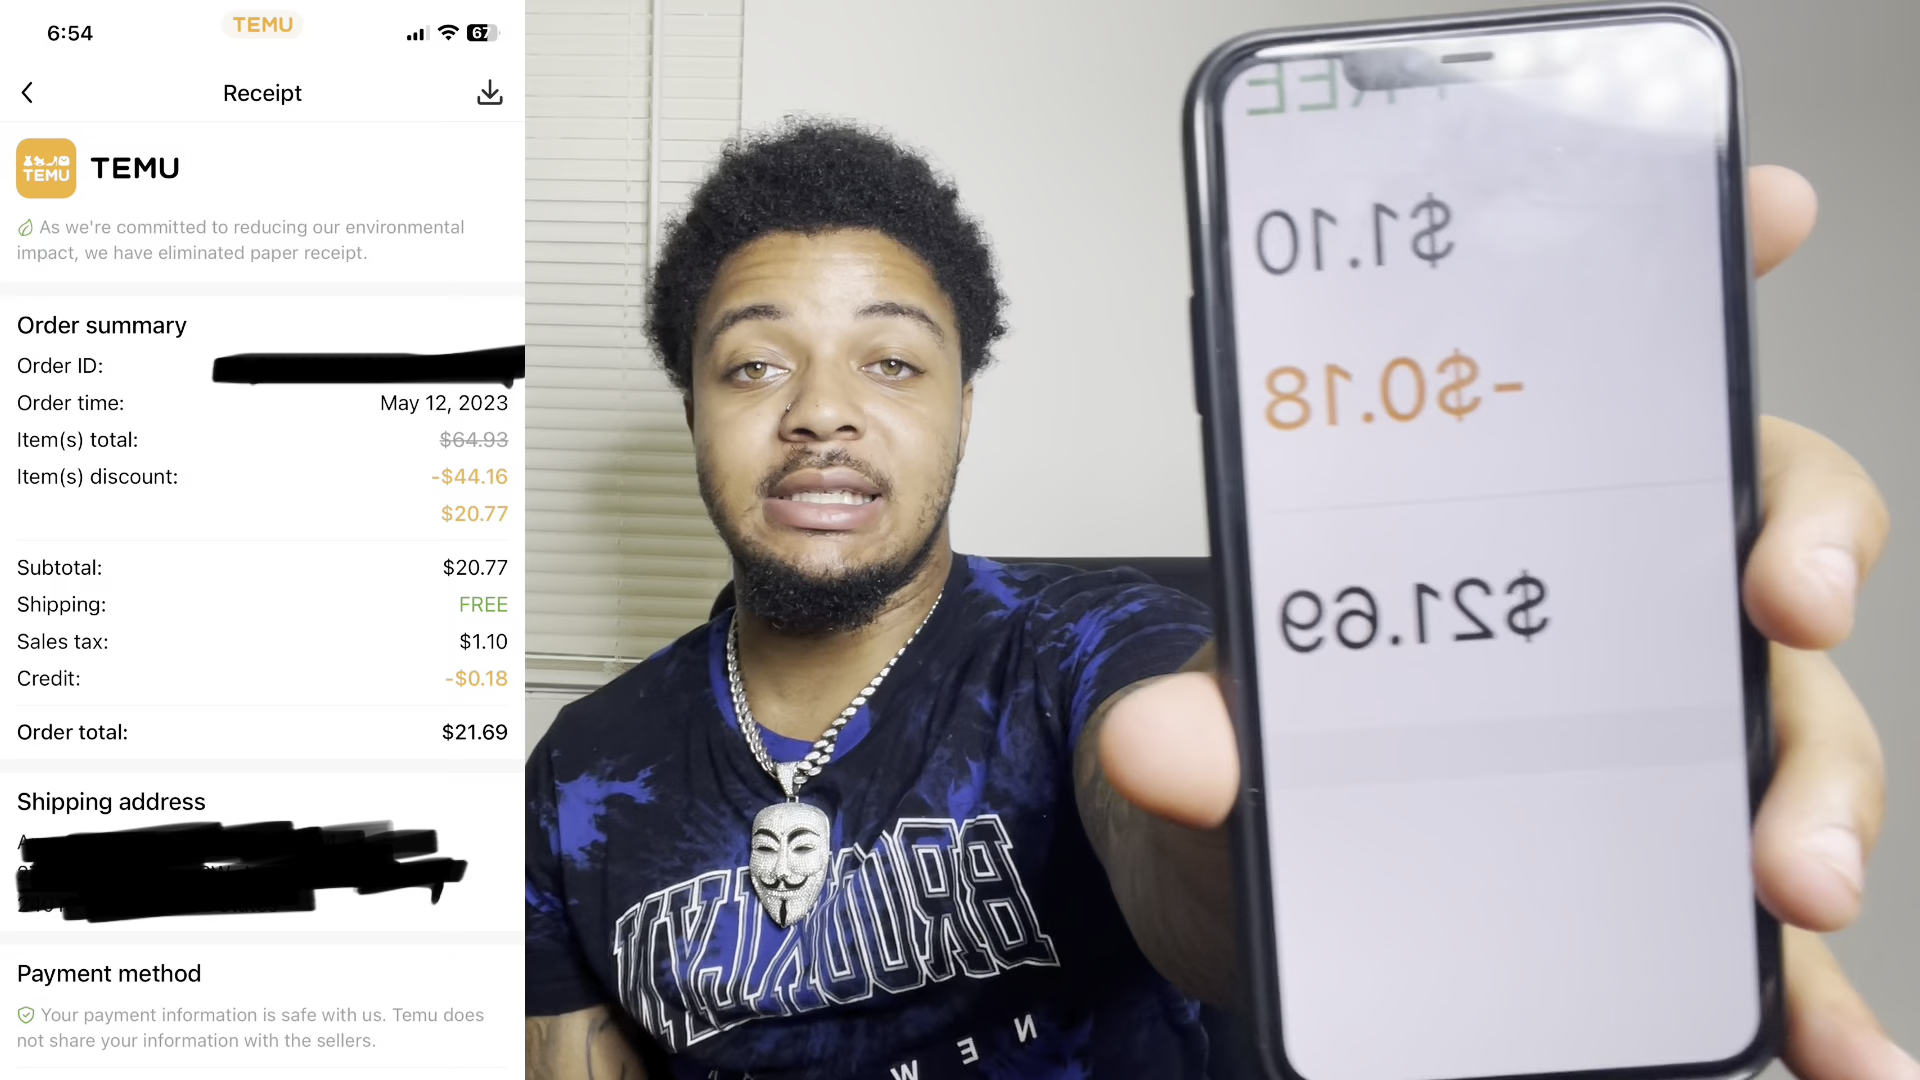 6:54
TEMU
67
Receipt
TEMU
TEMU
As we're committed to reducing our environmental
impact, we have eliminated paper receipt.
Order summary
Order ID:
Order time: May 12, 2023
Item(s) total: $64.93
Item(s) discount: -$44.16
$20.77
Subtotal: $20.77
Shipping: FREE
Sales tax: $1.10
Credit: -$0.18
Order total: $21.69
Shipping address
Payment method
Your payment information is safe with us. Temu does
not share your information with the sellers.
FREE
$1.10
-$0.18
$21.69
BROOKLYN
NEW